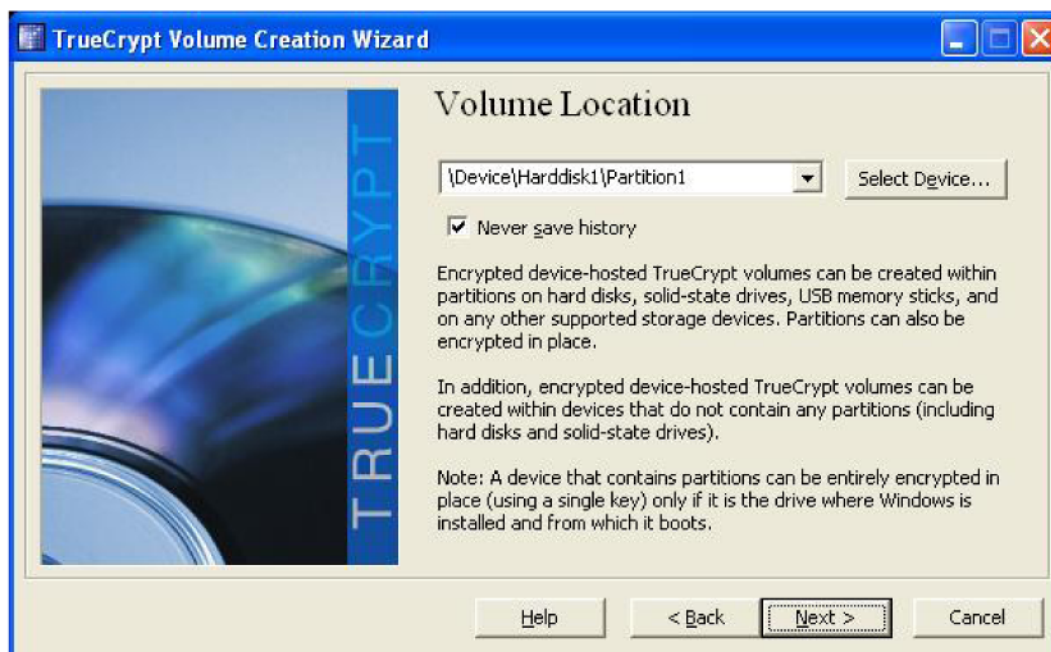 TrueCrypt Volume Creation Wizard
TRUECRYPT
Volume Location
\Device\Harddisk1\Partition1
Select Device...
Never save history
Encrypted device-hosted TrueCrypt volumes can be created within
partitions on hard disks, solid-state drives, USB memory sticks, and
on any other supported storage devices. Partitions can also be
encrypted in place.
In addition, encrypted device-hosted TrueCrypt volumes can be
created within devices that do not contain any partitions (including
hard disks and solid-state drives).
Note: A device that contains partitions can be entirely encrypted in
place (using a single key) only if it is the drive where Windows is
installed and from which it boots.
Help
< Back
Next >
Cancel